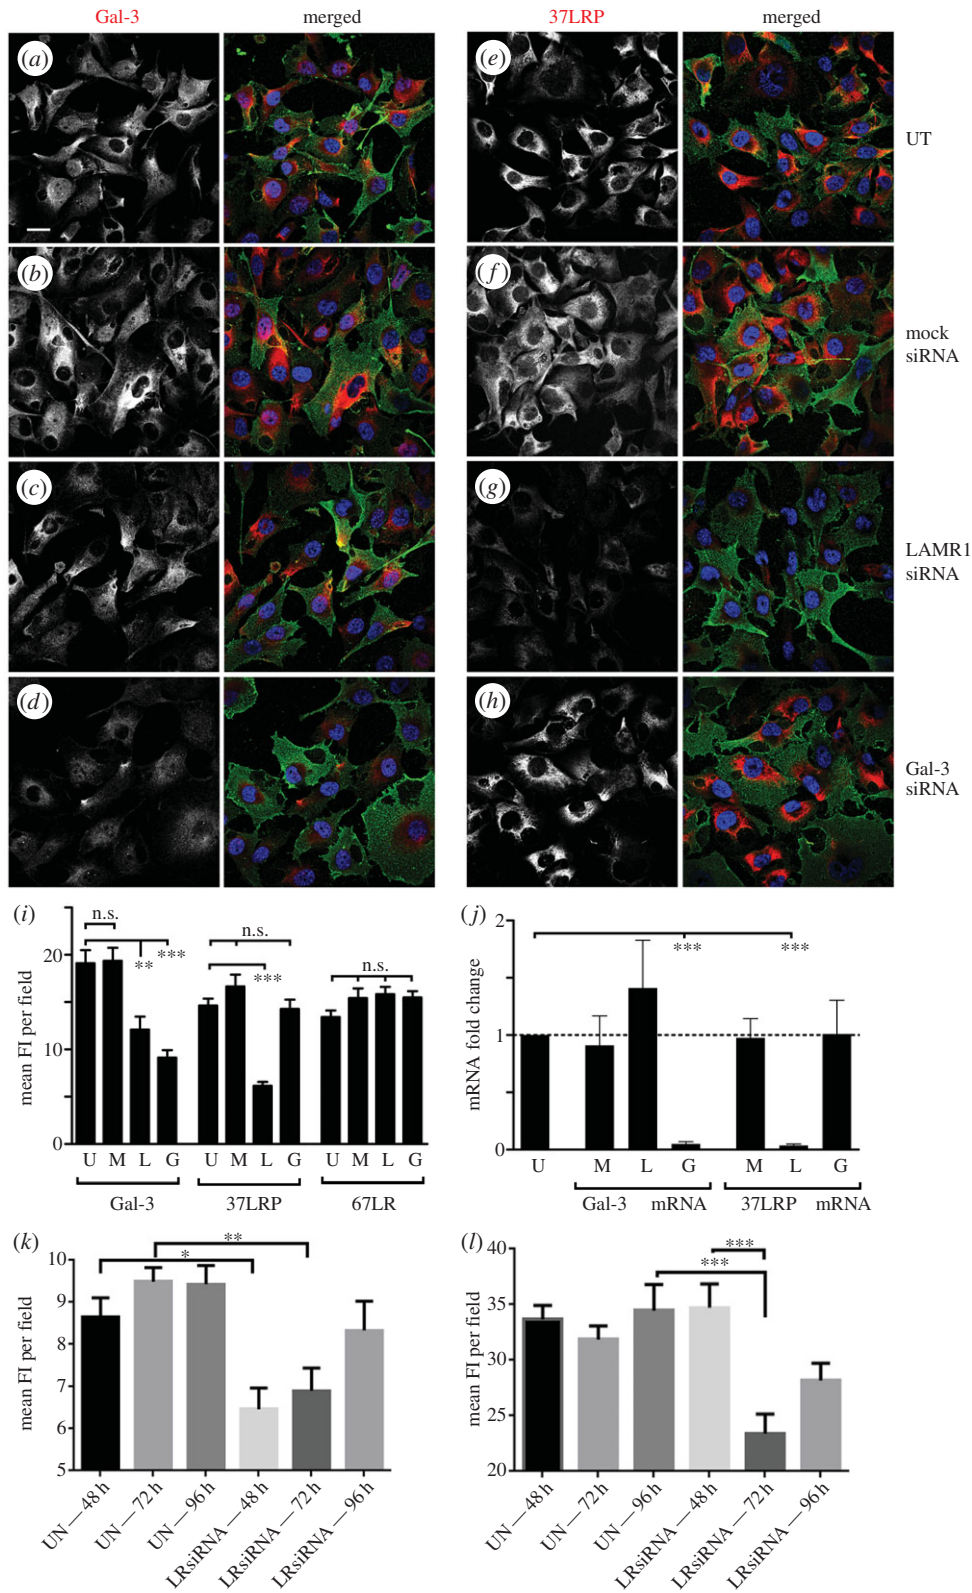 Gal-3 merged 37LRP merged
(a) (e) UT
(b) (f) mock siRNA
(c) (g) LAMR1 siRNA
(d) (h) Gal-3 siRNA
(i)
mean FI per field
20
10
0
n.s.
** ***
n.s.
***
n.s.
U M L G U M L G U M L G
Gal-3 37LRP 67LR
(j)
mRNA fold change
2
1
0
*** ***
U M L G M L G
Gal-3 mRNA 37LRP mRNA
(k)
mean FI per field
10
9
8
7
6
5
**
*
UN — 48 h
UN — 72 h
UN — 96 h
LRsiRNA — 48 h
LRsiRNA — 72 h
LRsiRNA — 96 h
(l)
mean FI per field
40
35
30
25
20
***
***
UN — 48 h
UN — 72 h
UN — 96 h
LRsiRNA — 48 h
LRsiRNA — 72 h
LRsiRNA — 96 h